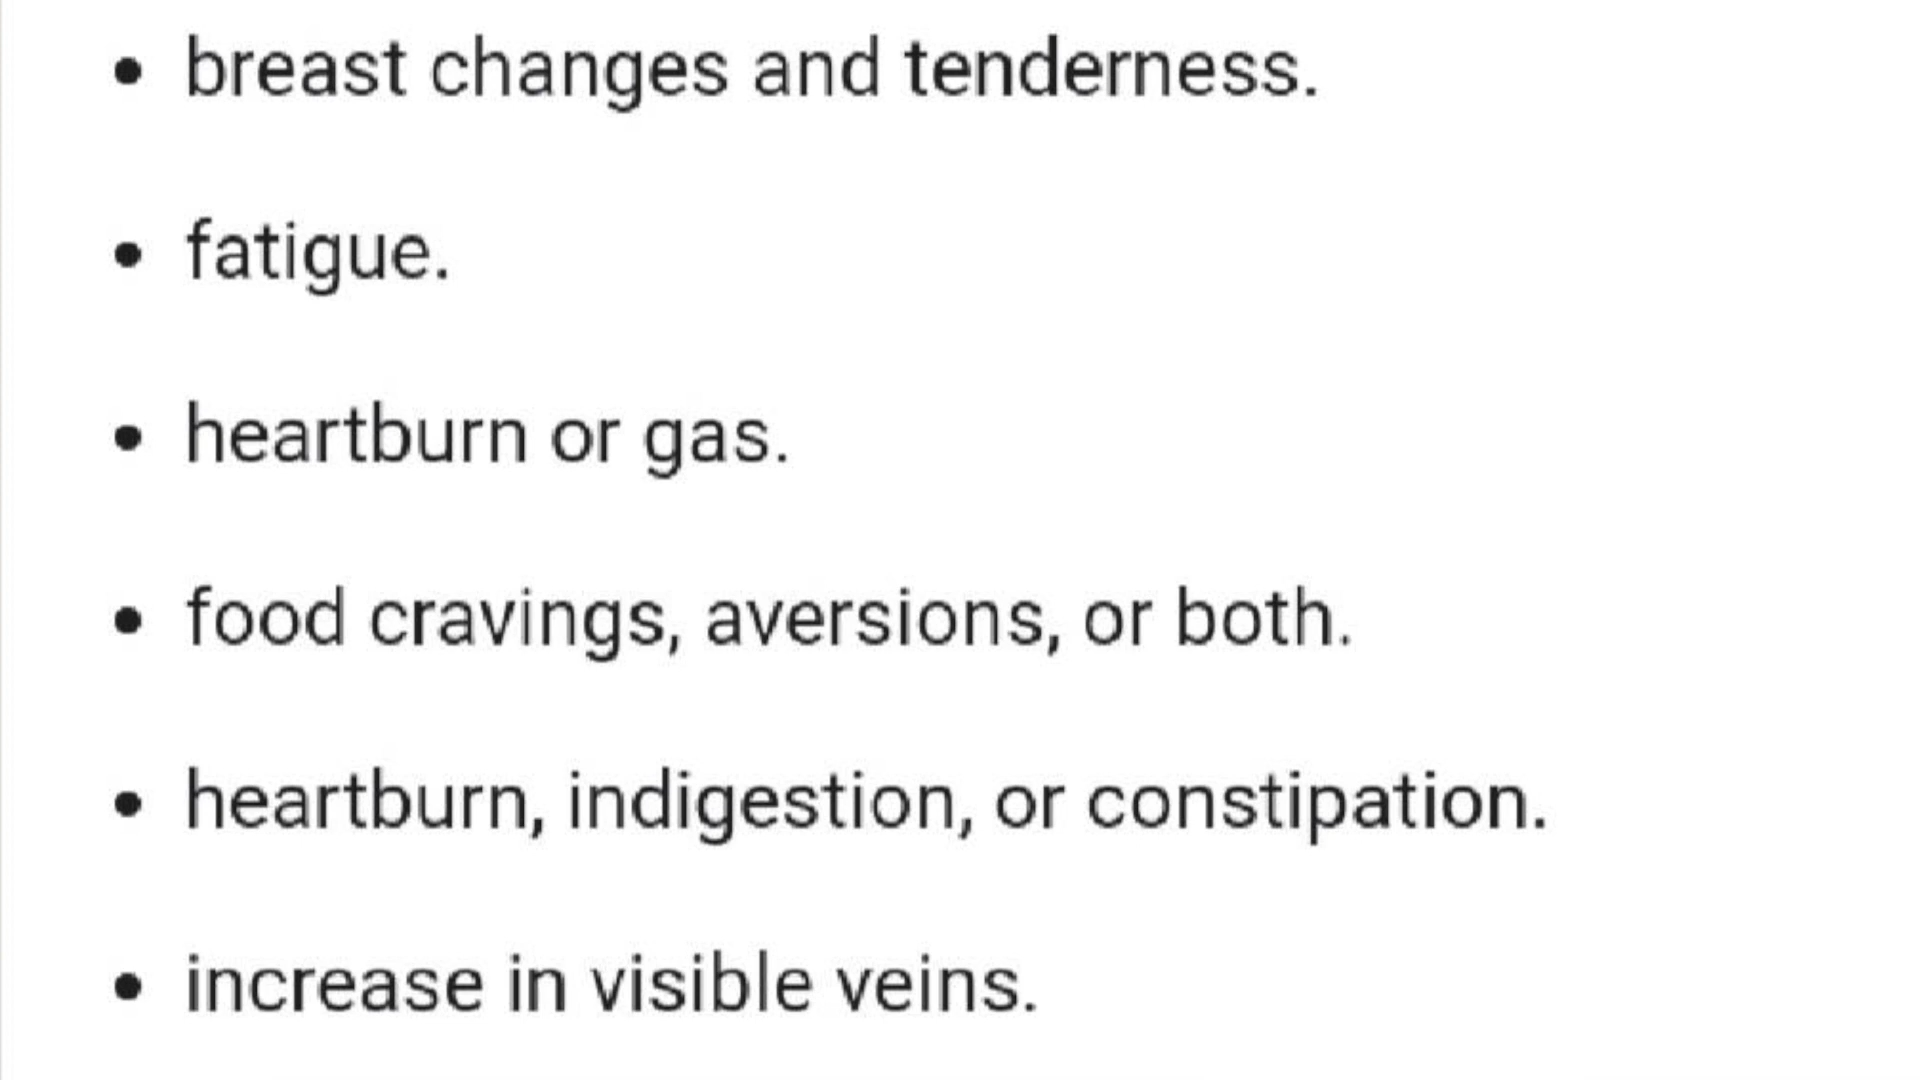 • breast changes and tenderness.
• fatigue.
• heartburn or gas.
• food cravings, aversions, or both.
• heartburn, indigestion, or constipation.
• increase in visible veins.